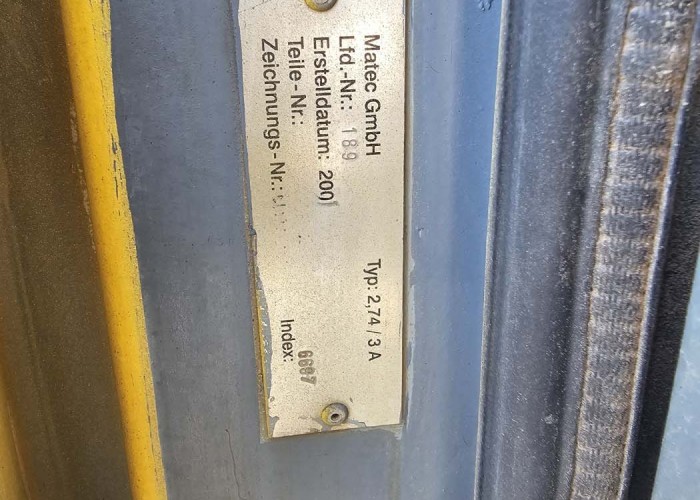 Matec GmbH Typ: 2,74 / 3 A
Lfd.-Nr.: 189
Erstelldatum: 200
Teile-Nr.:
Zeichnungs-Nr.: Index: